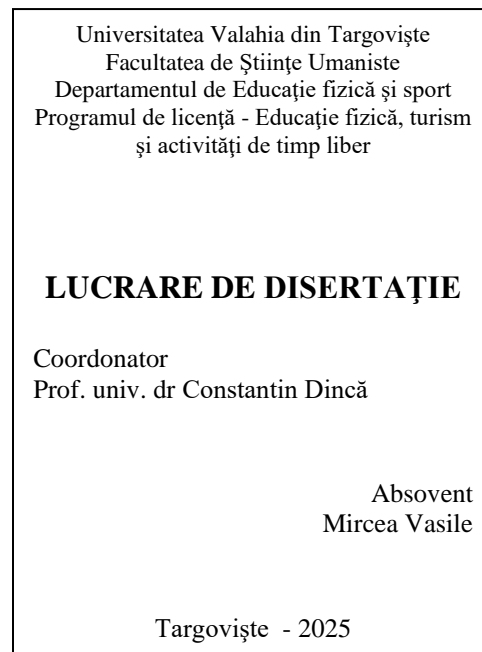 Universitatea Valahia din Targovişte
Facultatea de Ştiinţe Umaniste
Departamentul de Educaţie fizică şi sport
Programul de licenţă - Educaţie fizică, turism
şi activităţi de timp liber
LUCRARE DE DISERTAŢIE
Coordonator
Prof. univ. dr Constantin Dincă
Absovent
Mircea Vasile
Targovişte - 2025